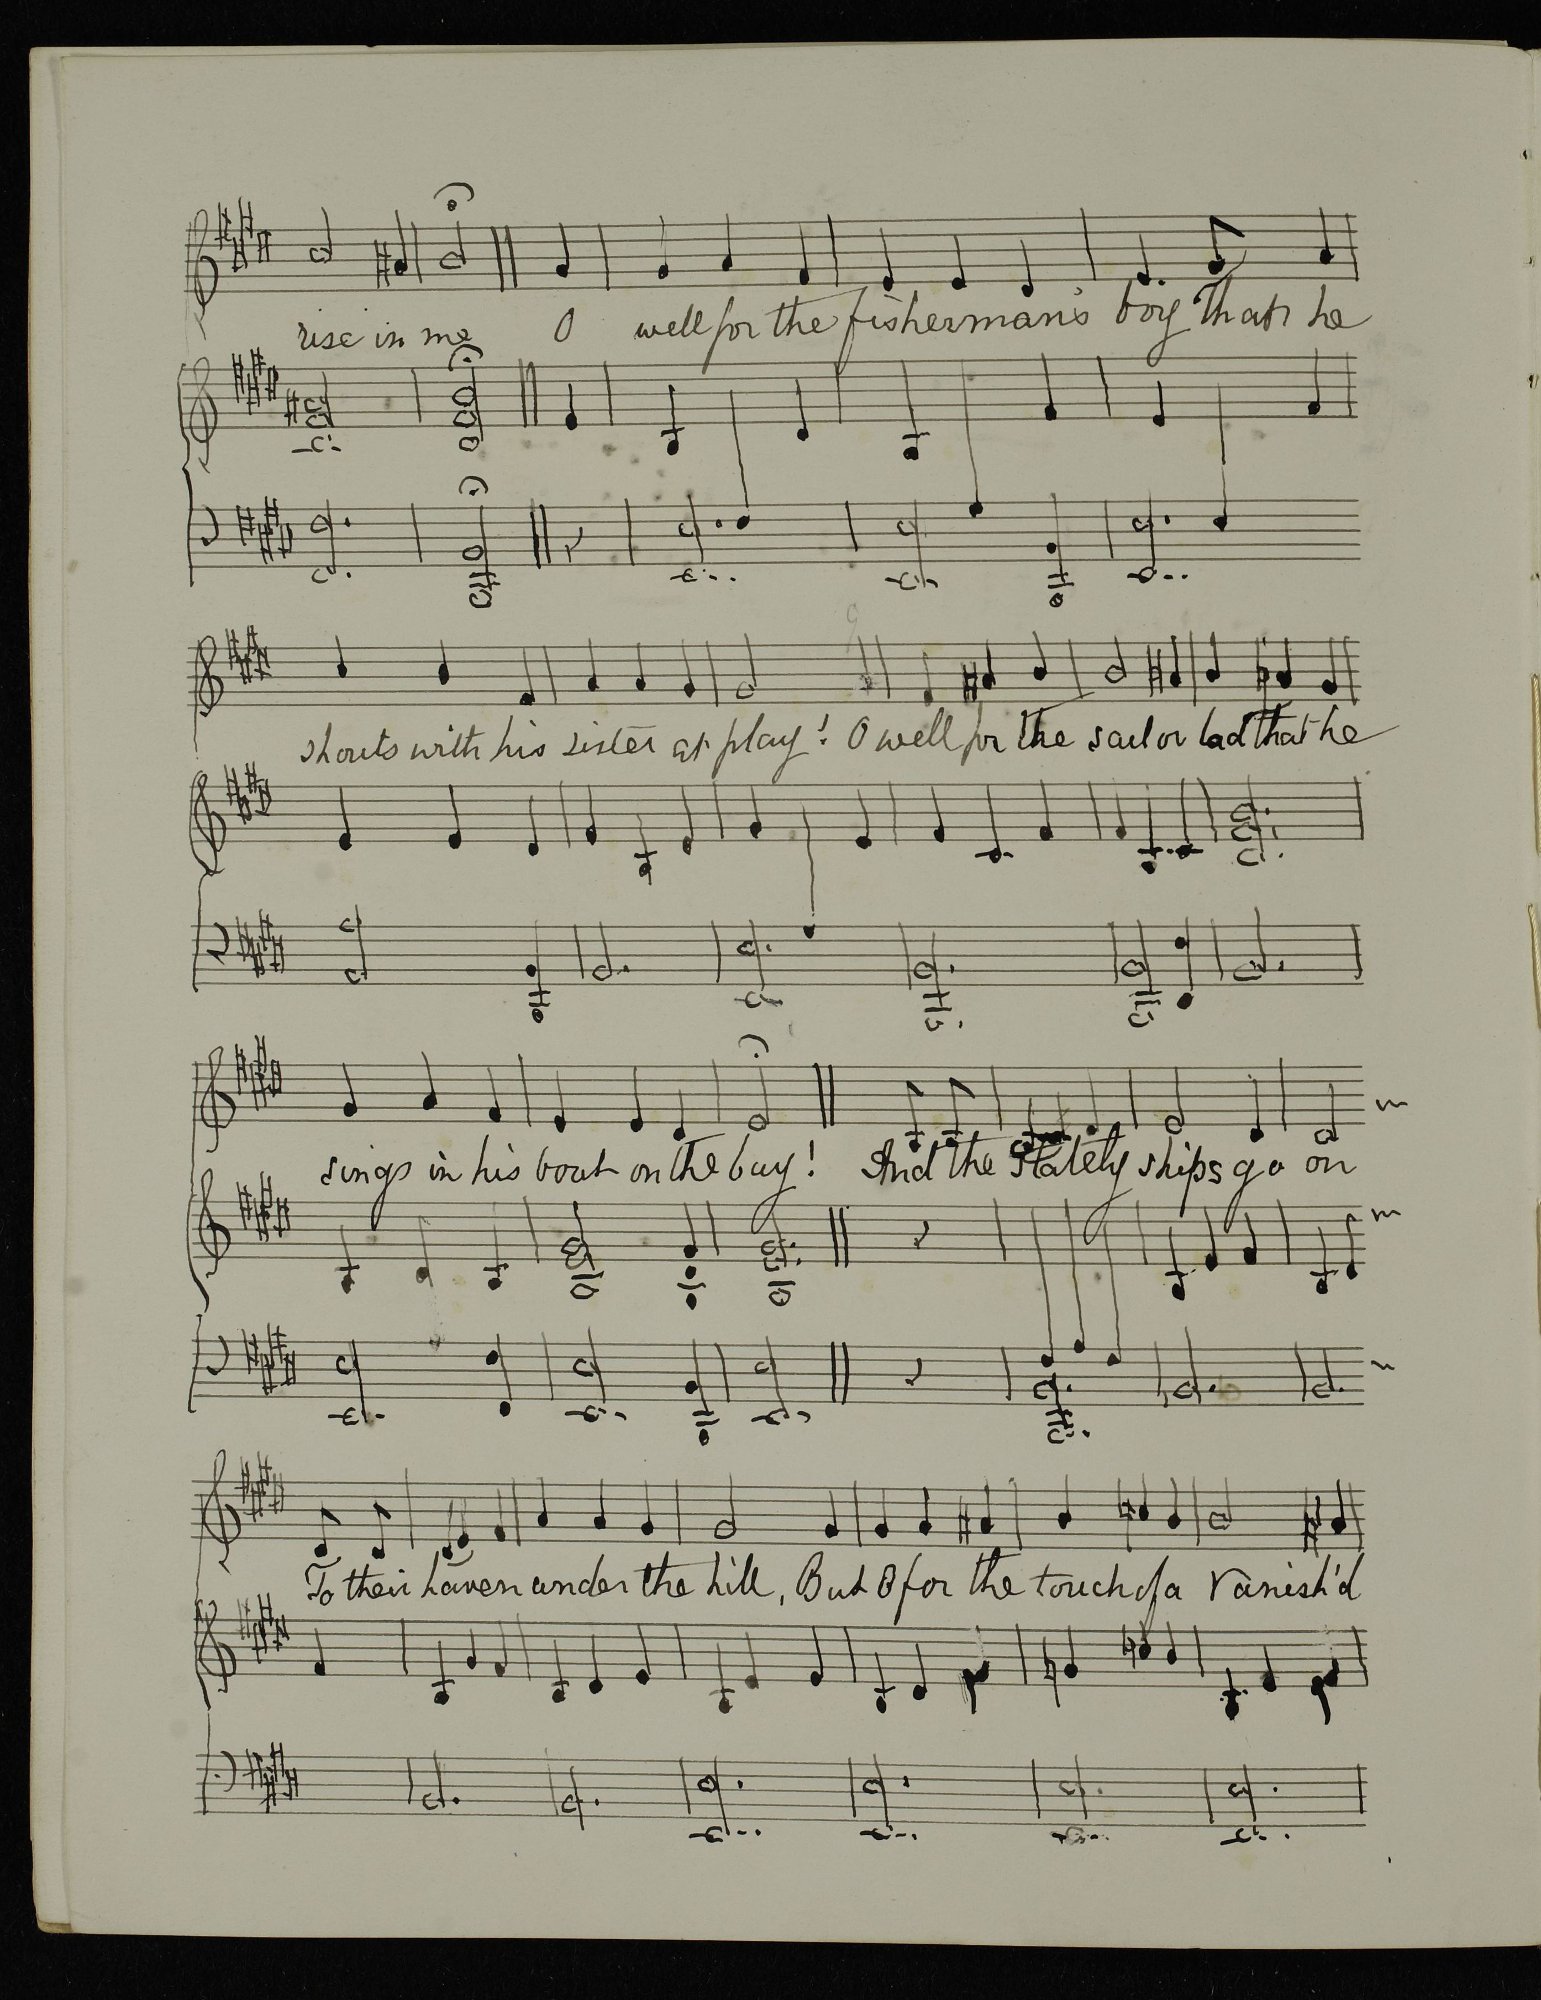 rise in me O well for the fisherman's boy that he
shouts with his sister at play! O well for the sailor lad that he
sings in his boat on the bay! And the stately ships go on
To their haven under the hill, But O for the touch of a vanish'd